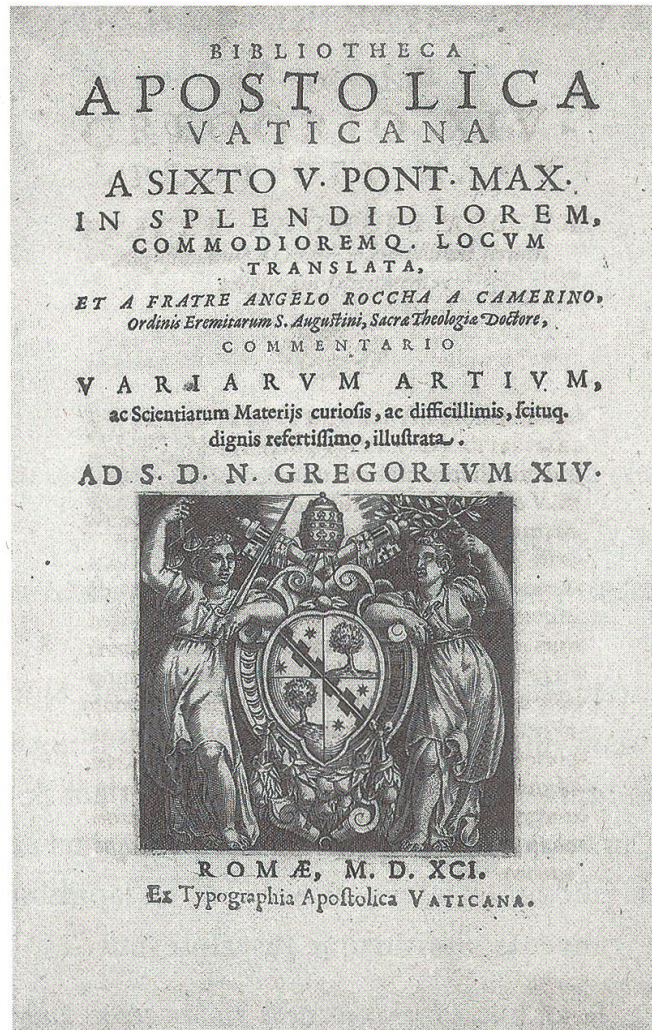 BIBLIOTHECA
APOSTOLICA
VATICANA
A SIXTO V. PONT. MAX.
IN SPLENDIDIOREM,
COMMODIOREMQ. LOCVM
TRANSLATA,
ET A FRATRE ANGELO ROCCHA A CAMERINO,
Ordinis Eremitarum S. Auguſtini, Sacræ Theologiæ Doctore,
COMMENTARIO
VARIARVM ARTIVM,
ac Scientiarum Materijs curioſis, ac difficillimis, ſcituq.
dignis refertiſſimo, illuſtrata.
AD S. D. N. GREGORIVM XIV.
ROMÆ, M. D. XCI.
Ex Typographia Apoſtolica VATICANA.